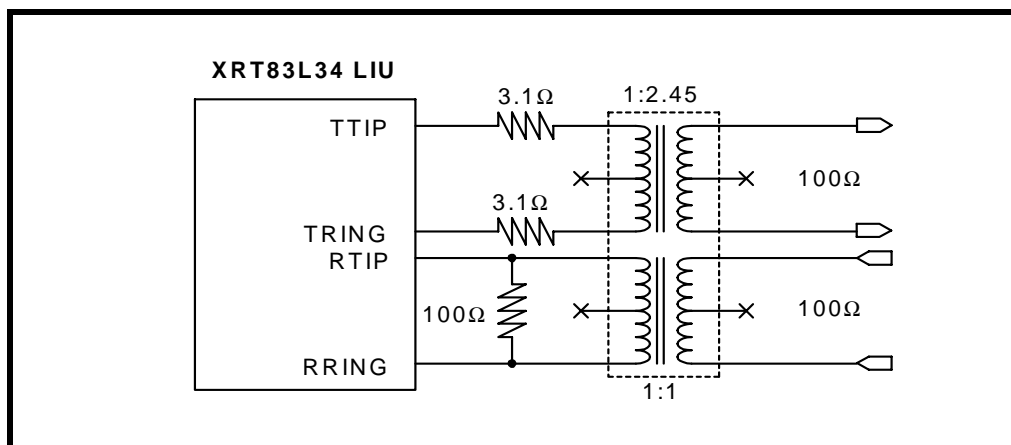 XRT83L34 LIU
3.1Ω
1:2.45
TTIP
100Ω
3.1Ω
TRING
RTIP
100Ω
100Ω
RRING
1:1